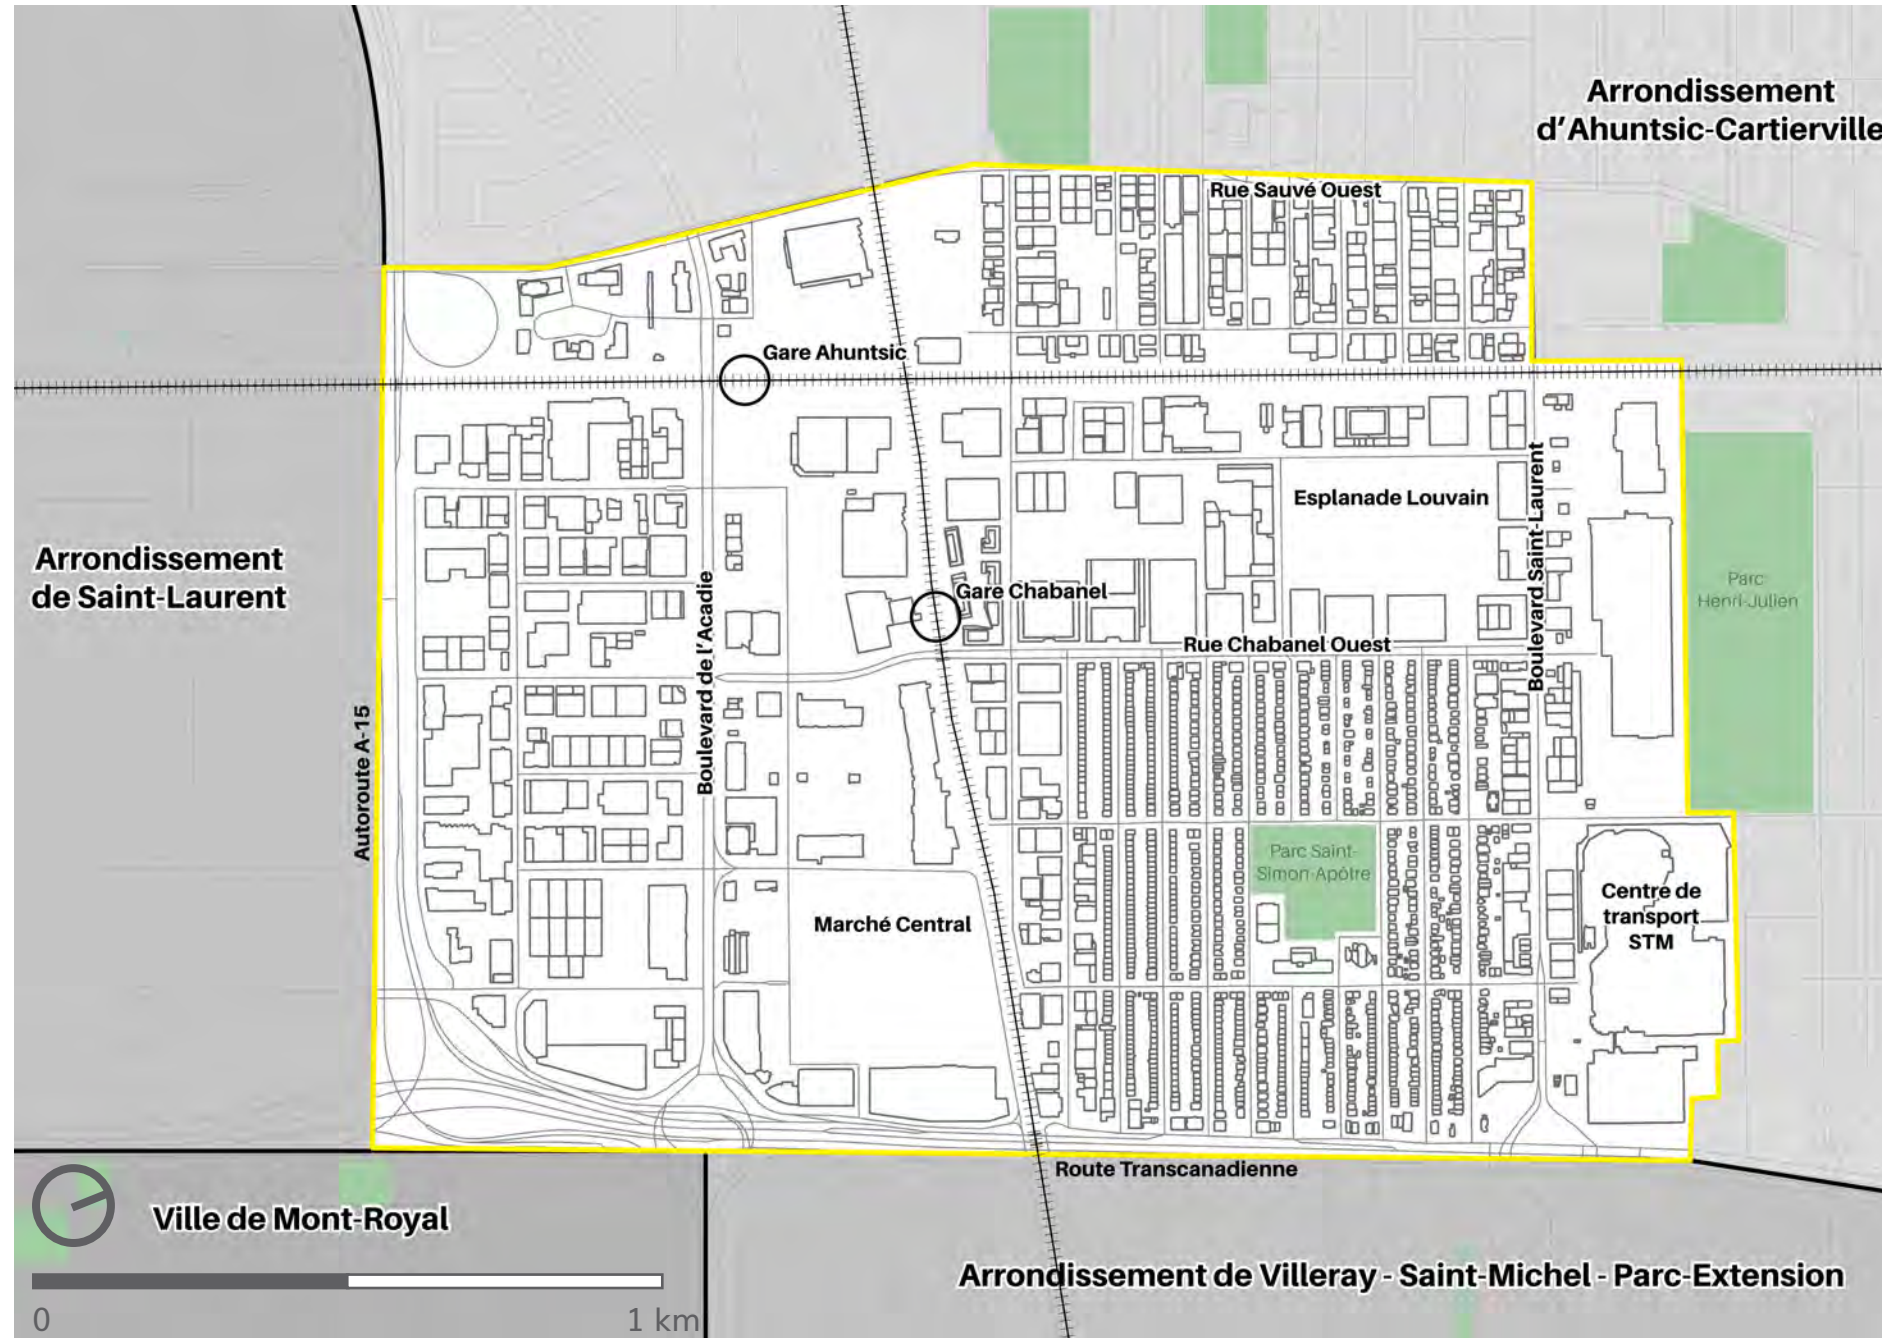 Arrondissement
d'Ahuntsic-Cartierville
Rue Sauvé Ouest
Gare Ahuntsic
Esplanade Louvain
Boulevard Saint-Laurent
Arrondissement
de Saint-Laurent
Parc
Henri-Julien
Gare Chabanel
Boulevard de l'Acadie
Rue Chabanel Ouest
Autoroute A-15
Parc Saint-
Simon-Apôtre
Centre de
transport
STM
Marché Central
Route Transcanadienne
Ville de Mont-Royal
Arrondissement de Villeray - Saint-Michel - Parc-Extension
0
1 km